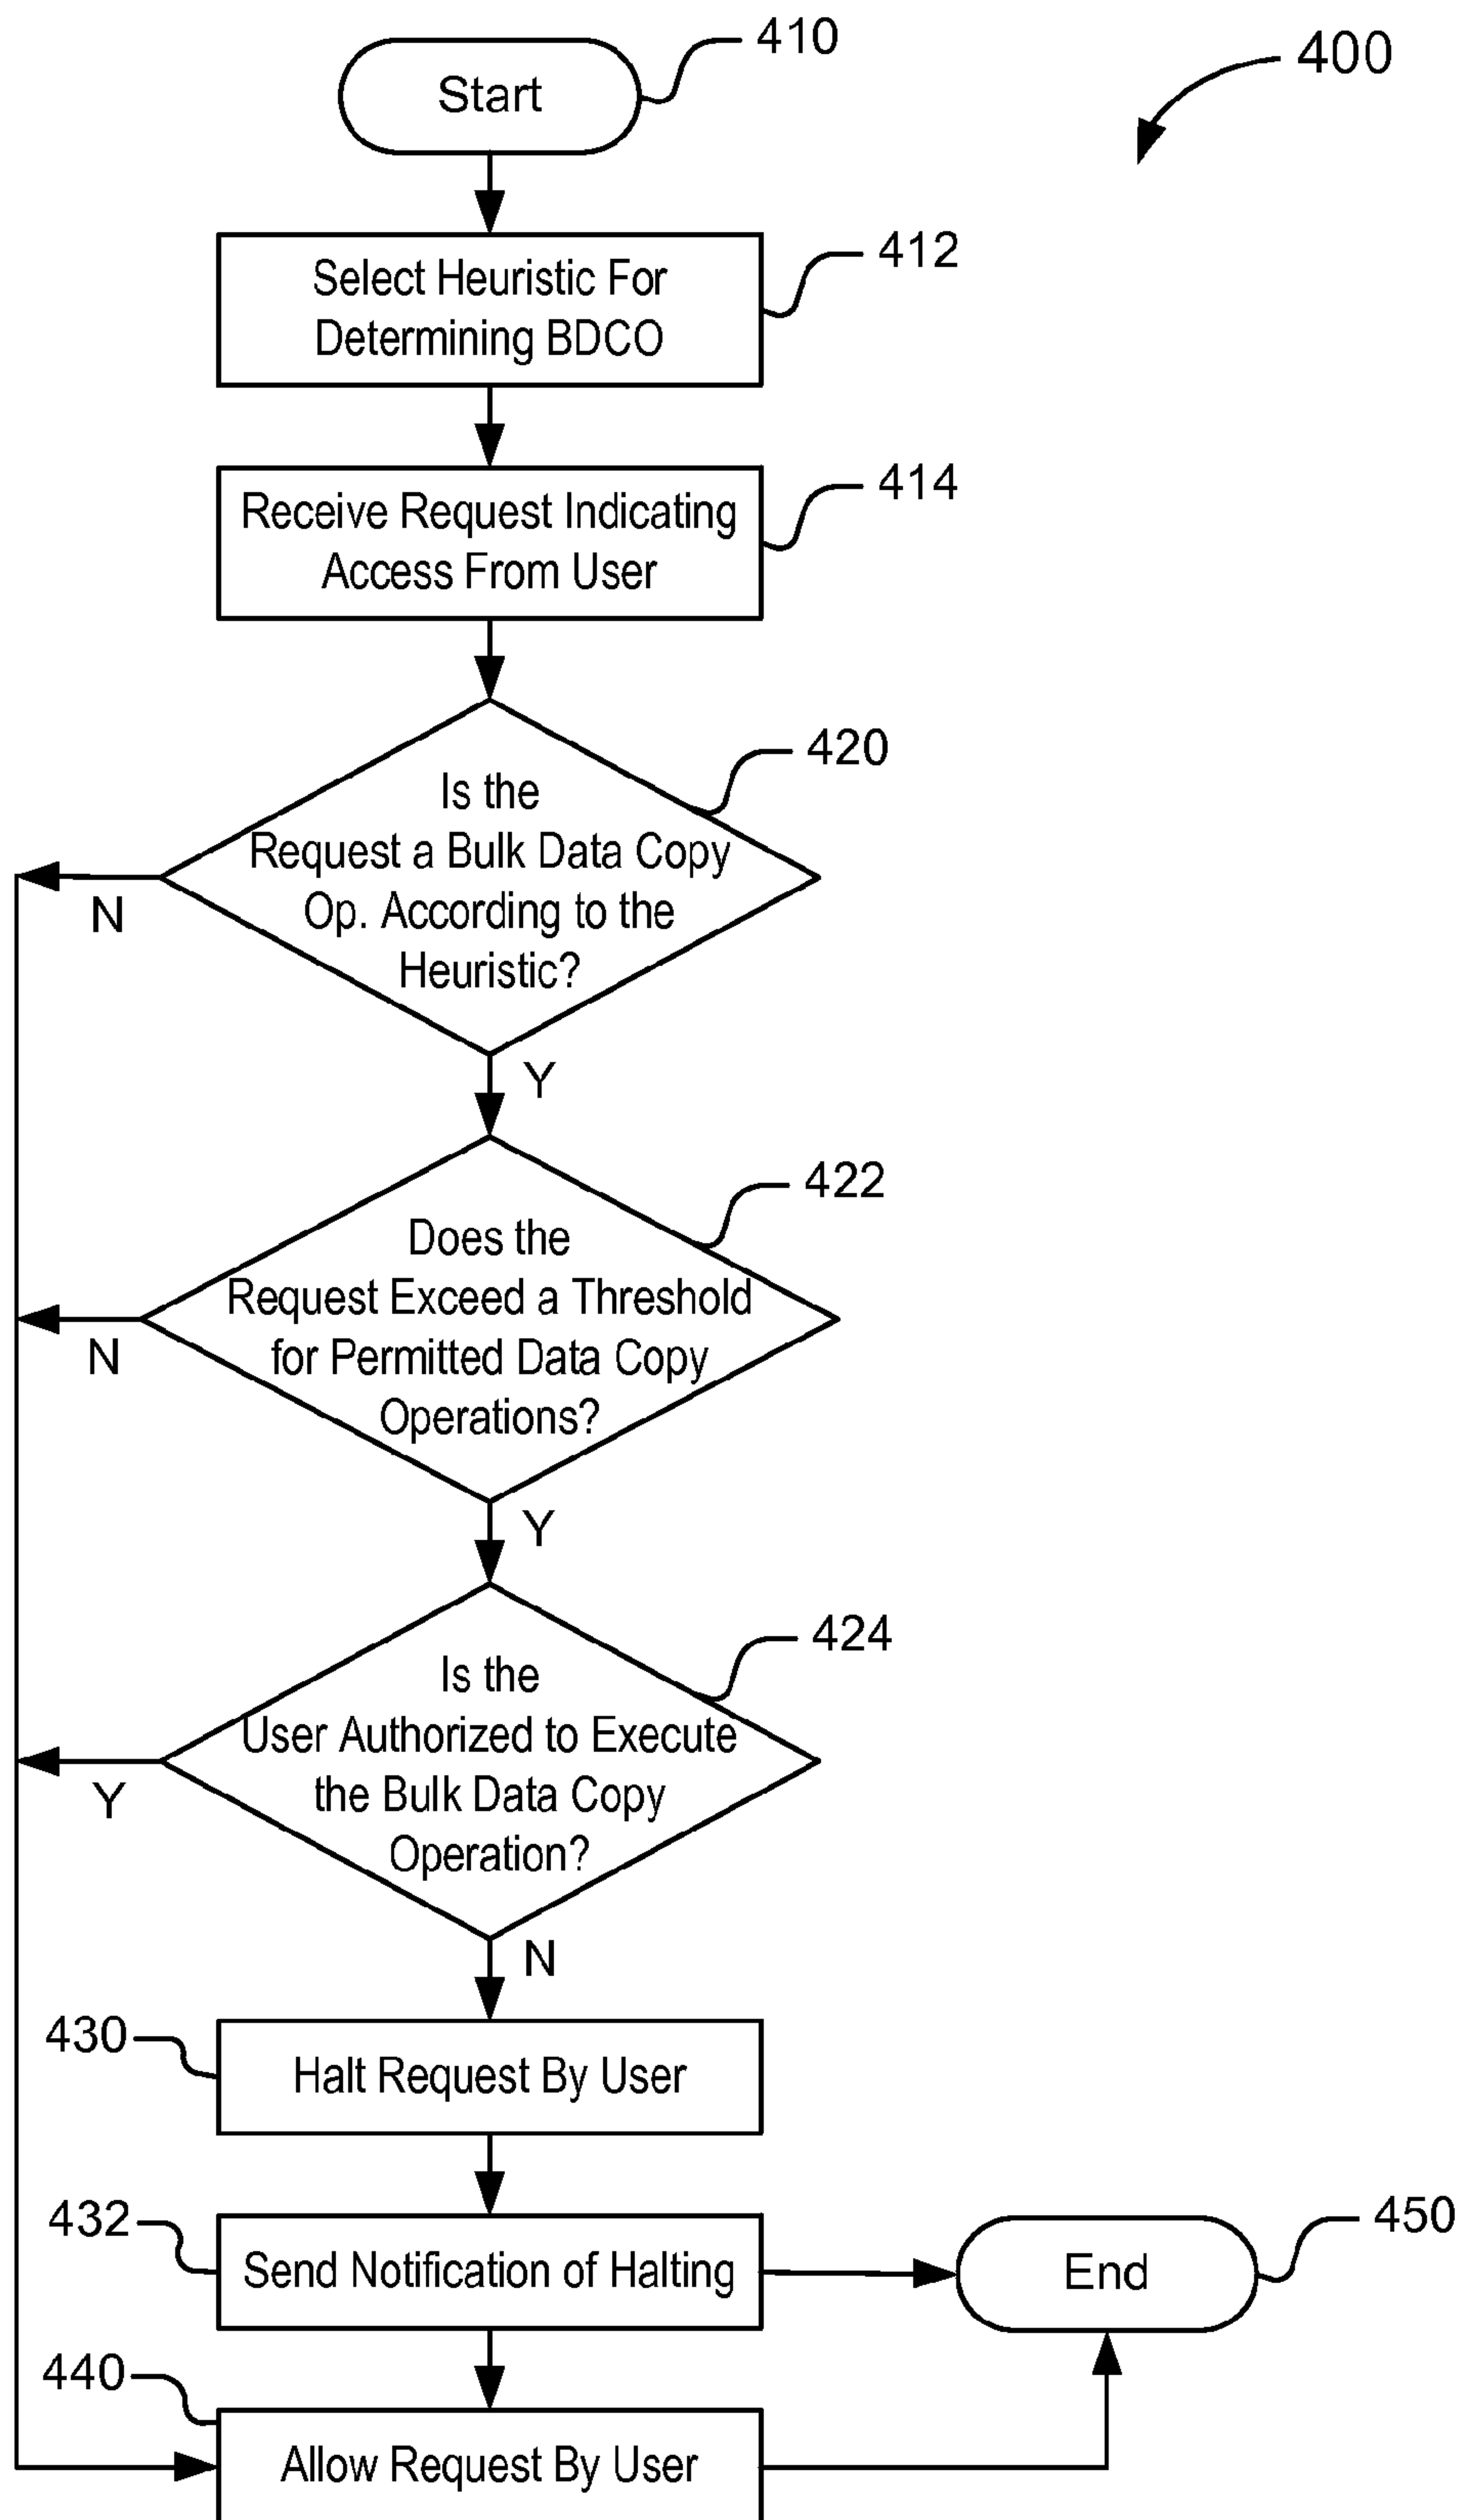 410
400
Start
412
Select Heuristic For
Determining BDCO
414
Receive Request Indicating
Access From User
420
Is the
Request a Bulk Data Copy
Op. According to the
Heuristic?
N
Y
422
Does the
Request Exceed a Threshold
for Permitted Data Copy
Operations?
N
Y
424
Is the
User Authorized to Execute
the Bulk Data Copy
Operation?
Y
N
430
Halt Request By User
432
Send Notification of Halting
End
450
440
Allow Request By User